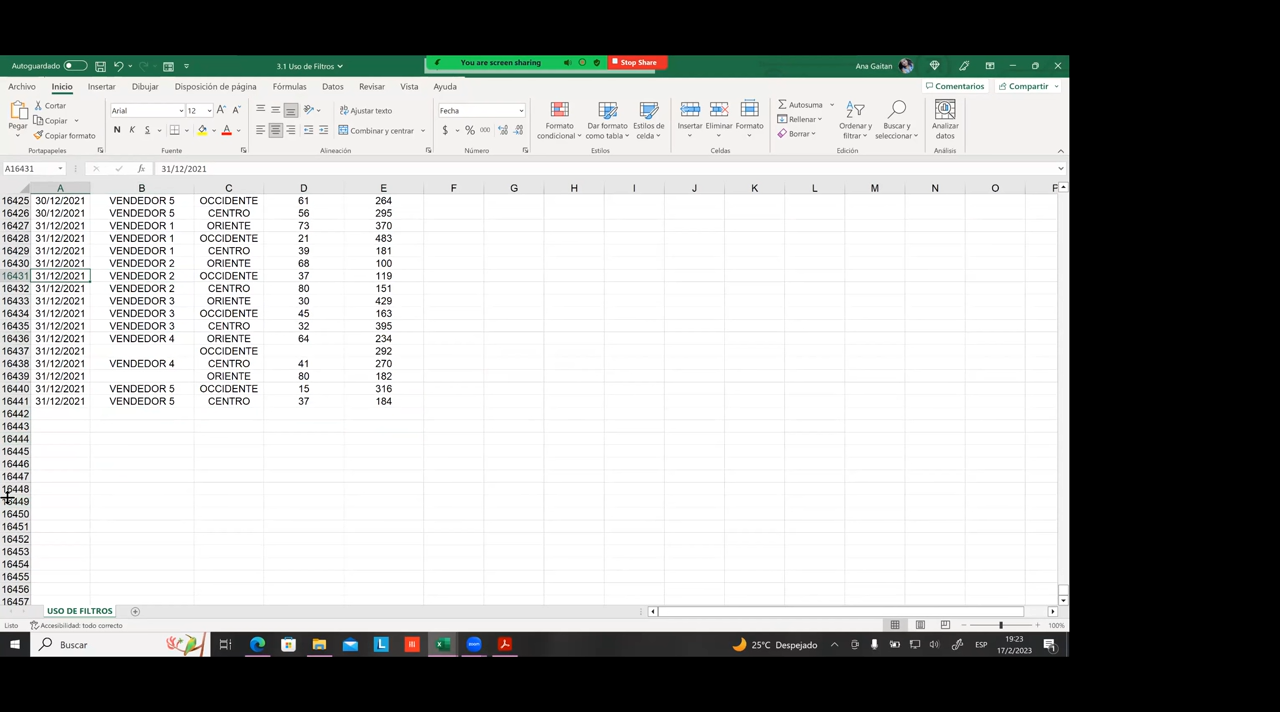 Autoguardado
3.1 Uso de Filtros
You are screen sharing
Stop Share
Ana Gaitan
Archivo Inicio Insertar Dibujar Disposición de página Fórmulas Datos Revisar Vista Ayuda
Comentarios
Compartir
Pegar
Cortar
Copiar
Copiar formato
Portapapeles
Arial 12
N K S
Fuente
Ajustar texto
Combinar y centrar
Alineación
Fecha
$ % 000
Número
Formato condicional
Dar formato como tabla
Estilos de celda
Estilos
Insertar Eliminar Formato
Celdas
Autosuma
Rellenar
Borrar
Ordenar y filtrar
Buscar y seleccionar
Edición
Analizar datos
Análisis
A16431 fx 31/12/2021
A B C D E F G H I J K L M N O
16425 30/12/2021 OCCIDENTE 61 264
16426 30/12/2021 VENDEDOR 5 CENTRO 56 295
16427 31/12/2021 VENDEDOR 1 ORIENTE 73 370
16428 31/12/2021 VENDEDOR 1 OCCIDENTE 21 483
16429 31/12/2021 VENDEDOR 1 CENTRO 39 181
16430 31/12/2021 VENDEDOR 2 ORIENTE 68 100
16431 31/12/2021 VENDEDOR 2 OCCIDENTE 37 119
16432 31/12/2021 VENDEDOR 2 CENTRO 80 151
16433 31/12/2021 VENDEDOR 3 ORIENTE 30 429
16434 31/12/2021 VENDEDOR 3 OCCIDENTE 45 163
16435 31/12/2021 VENDEDOR 3 CENTRO 32 395
16436 31/12/2021 VENDEDOR 4 ORIENTE 64 234
16437 31/12/2021 OCCIDENTE 292
16438 31/12/2021 VENDEDOR 4 CENTRO 41 270
16439 31/12/2021 ORIENTE 80 182
16440 31/12/2021 VENDEDOR 5 OCCIDENTE 15 316
16441 31/12/2021 VENDEDOR 5 CENTRO 37 184
16442
16443
16444
16445
16446
16447
16448
16449
16450
16451
16452
16453
16454
16455
16456
16457
USO DE FILTROS
Listo
Accesibilidad: todo correcto
100%
Buscar
25°C Despejado
ESP
19:23
17/2/2023